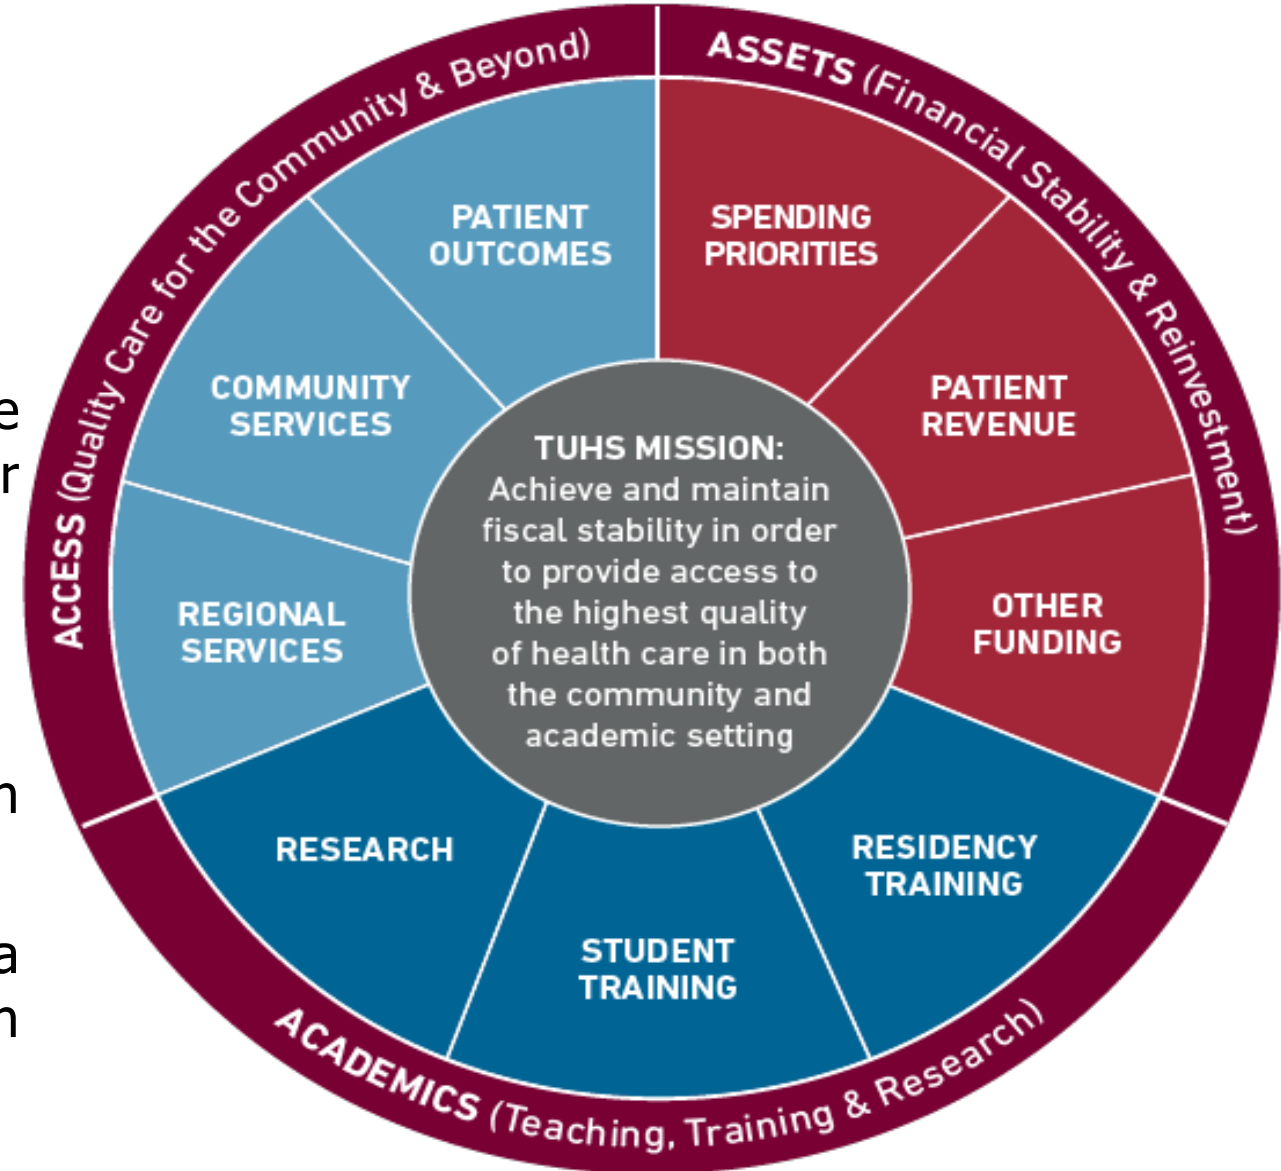 ACCESS (Quality Care for the Community & Beyond)
ASSETS (Financial Stability & Reinvestment)
PATIENT
OUTCOMES
SPENDING
PRIORITIES
COMMUNITY
SERVICES
PATIENT
REVENUE
REGIONAL
SERVICES
OTHER
FUNDING
TUHS MISSION:
Achieve and maintain
fiscal stability in order
to provide access to
the highest quality
of health care in both
the community and
academic setting
RESEARCH
STUDENT
TRAINING
RESIDENCY
TRAINING
ACADEMICS (Teaching, Training & Research)
e
r
n
a
n